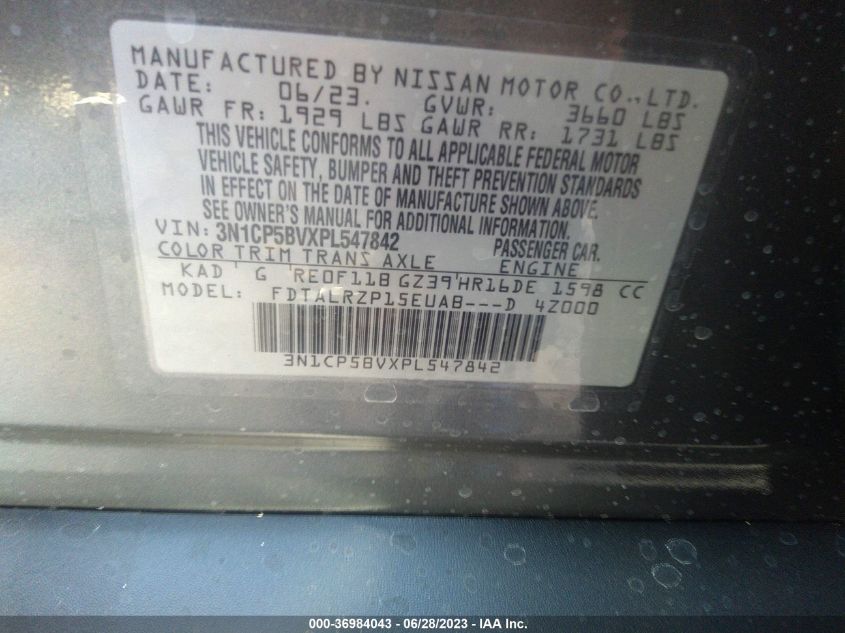 MANUFACTURED BY NISSAN MOTOR CO.,LTD.
DATE: 06/23. GVWR: 3660 LBS
GAWR FR: 1929 LBS GAWR RR: 1731 LBS
THIS VEHICLE CONFORMS TO ALL APPLICABLE FEDERAL MOTOR
VEHICLE SAFETY, BUMPER AND THEFT PREVENTION STANDARDS
IN EFFECT ON THE DATE OF MANUFACTURE SHOWN ABOVE.
SEE OWNER'S MANUAL FOR ADDITIONAL INFORMATION.
VIN: 3N1CP5BVXPL547842 PASSENGER CAR.
COLOR TRIM TRANS AXLE ENGINE
KAD G RE0F11B GZ39 HR16DE 1598 CC
MODEL: FDTALRZP15EUAB---D 4Z000
3N1CP5BVXPL547842
000-36984043 / 06/28/2023 - IAA Inc.